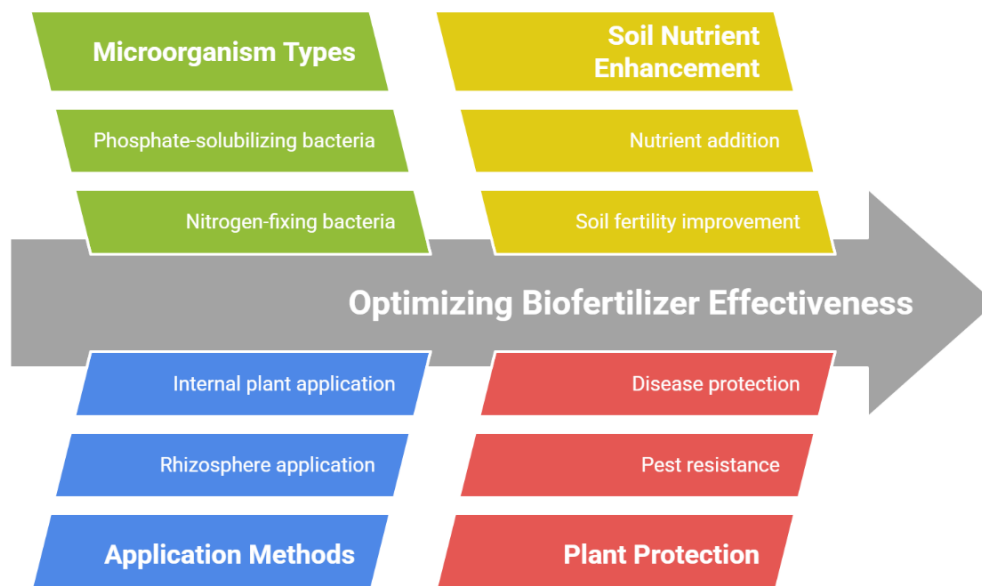 Microorganism Types
Phosphate-solubilizing bacteria
Nitrogen-fixing bacteria
Soil Nutrient
Enhancement
Nutrient addition
Soil fertility improvement
Optimizing Biofertilizer Effectiveness
Internal plant application
Rhizosphere application
Application Methods
Disease protection
Pest resistance
Plant Protection